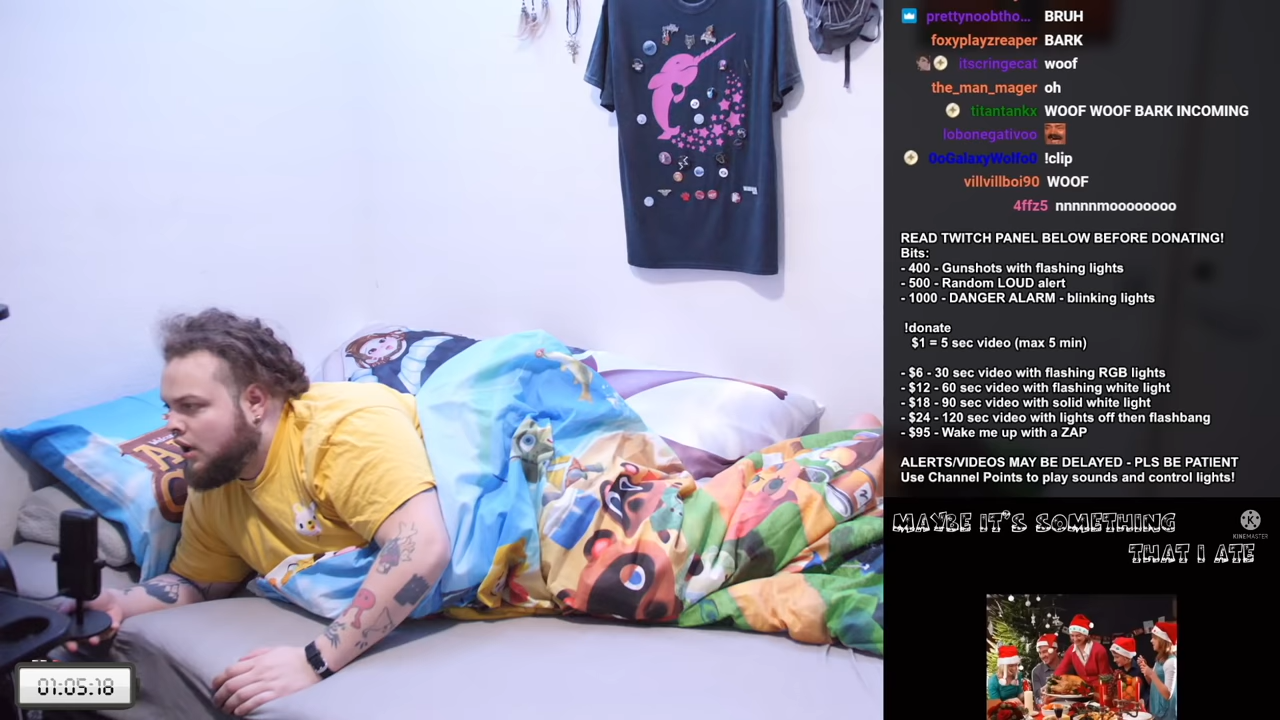 prettynoobtho... BRUH
foxyplayzreaper BARK
itscringecat woof
the_man_mager oh
titantankx WOOF WOOF BARK INCOMING
lobonegativoo
0oGalaxyWolfo0 !clip
villvillboi90 WOOF
4ffz5 nnnnnmoooooooo
READ TWITCH PANEL BELOW BEFORE DONATING!
Bits:
- 400 - Gunshots with flashing lights
- 500 - Random LOUD alert
- 1000 - DANGER ALARM - blinking lights
!donate
$1 = 5 sec video (max 5 min)
- $6 - 30 sec video with flashing RGB lights
- $12 - 60 sec video with flashing white light
- $18 - 90 sec video with solid white light
- $24 - 120 sec video with lights off then flashbang
- $95 - Wake me up with a ZAP
ALERTS/VIDEOS MAY BE DELAYED - PLS BE PATIENT
Use Channel Points to play sounds and control lights!
MAYBE IT'S SOMETHING
THAT I ATE
KINEMASTER
01:05:18